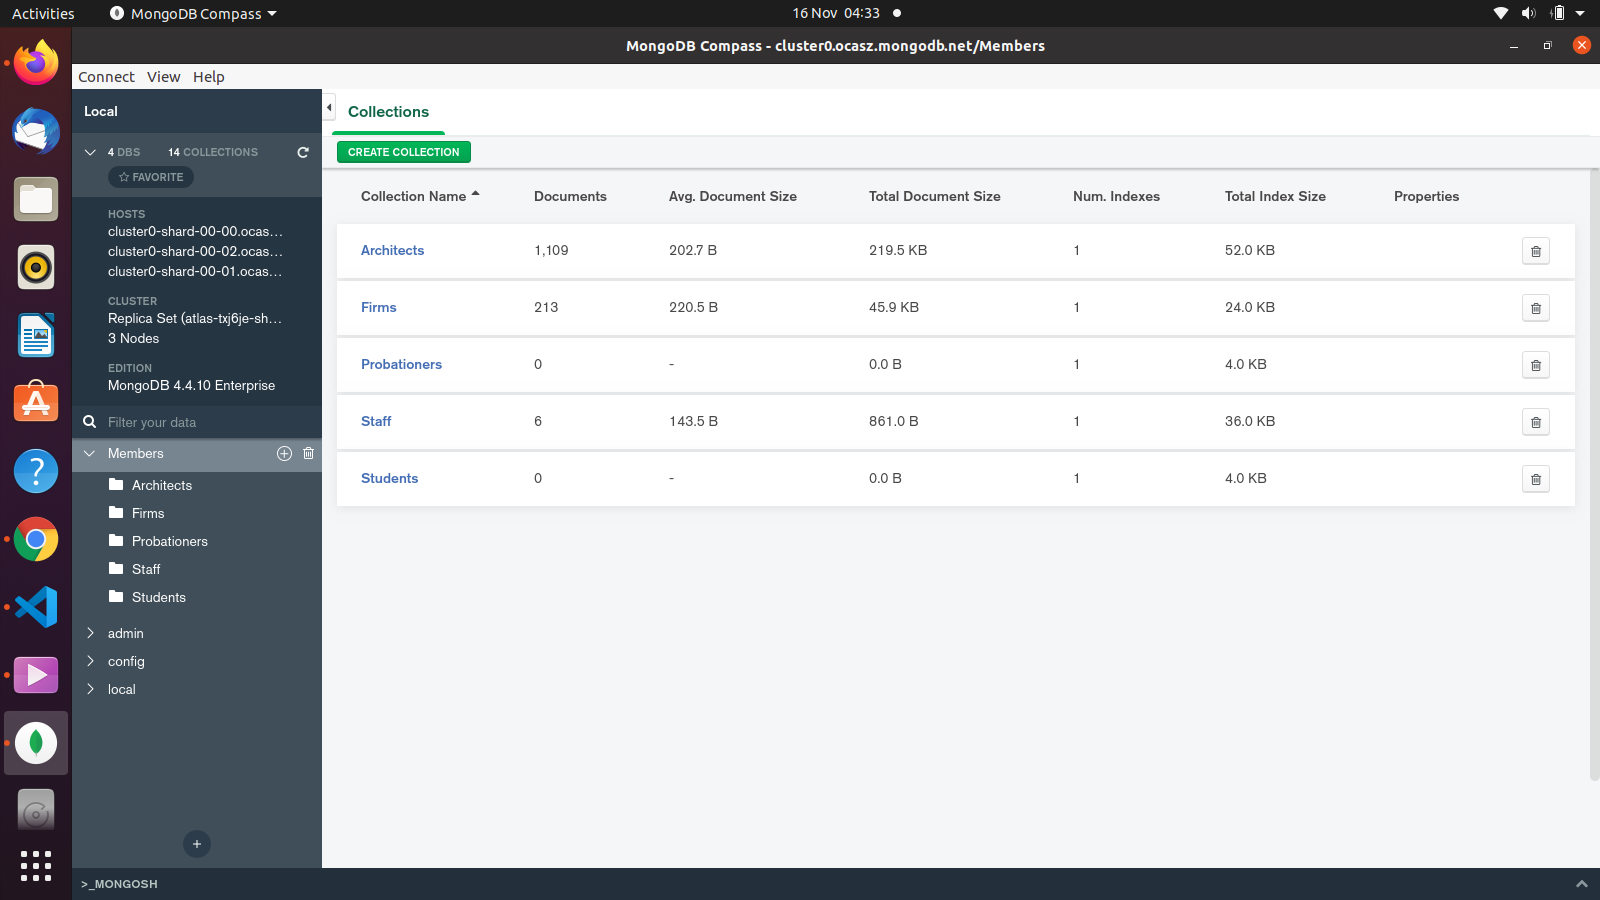 Activities
MongoDB Compass
16 Nov 04:33
MongoDB Compass - cluster0.ocasz.mongodb.net/Members
Connect View Help
Local
4 DBS 14 COLLECTIONS
FAVORITE
HOSTS
cluster0-shard-00-00.ocas...
cluster0-shard-00-02.ocas...
cluster0-shard-00-01.ocas...
CLUSTER
Replica Set (atlas-txj6je-sh...
3 Nodes
EDITION
MongoDB 4.4.10 Enterprise
Filter your data
Members
Architects
Firms
Probationers
Staff
Students
admin
config
local
Collections
CREATE COLLECTION
Collection Name Documents Avg. Document Size Total Document Size Num. Indexes Total Index Size Properties
Architects 1,109 202.7 B 219.5 KB 1 52.0 KB
Firms 213 220.5 B 45.9 KB 1 24.0 KB
Probationers 0 - 0.0 B 1 4.0 KB
Staff 6 143.5 B 861.0 B 1 36.0 KB
Students 0 - 0.0 B 1 4.0 KB
>_MONGOSH